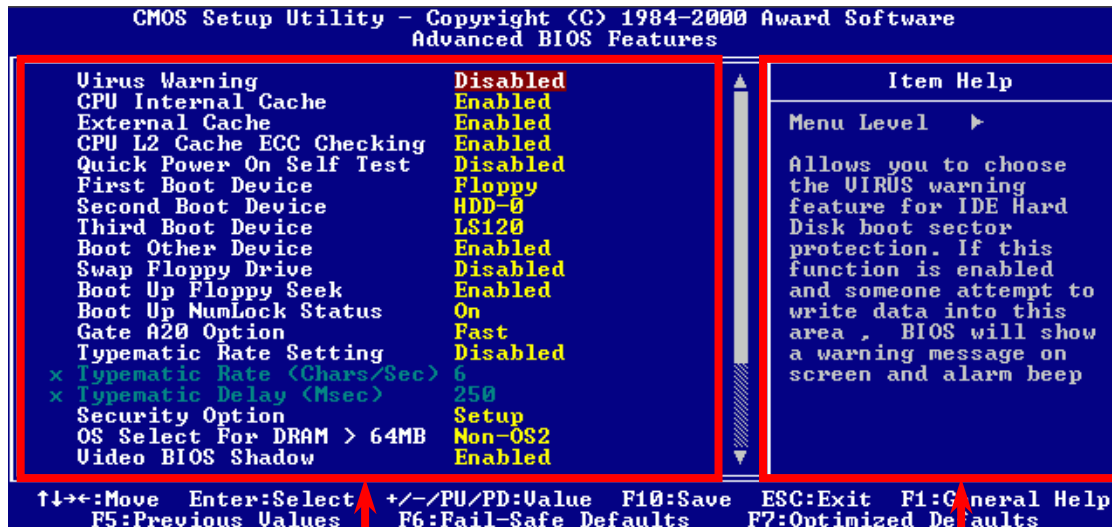 CMOS Setup Utility - Copyright (C) 1984-2000 Award Software
Advanced BIOS Features
Virus Warning Disabled
CPU Internal Cache Enabled
External Cache Enabled
CPU L2 Cache ECC Checking Enabled
Quick Power On Self Test Disabled
First Boot Device Floppy
Second Boot Device HDD-0
Third Boot Device LS120
Boot Other Device Enabled
Swap Floppy Drive Disabled
Boot Up Floppy Seek Enabled
Boot Up NumLock Status On
Gate A20 Option Fast
Typematic Rate Setting Disabled
x Typematic Rate (Chars/Sec) 6
x Typematic Delay (Msec) 250
Security Option Setup
OS Select For DRAM > 64MB Non-OS2
Video BIOS Shadow Enabled
Item Help
Menu Level ►
Allows you to choose
the VIRUS warning
feature for IDE Hard
Disk boot sector
protection. If this
function is enabled
and someone attempt to
write data into this
area , BIOS will show
a warning message on
screen and alarm beep
↑↓→←:Move Enter:Select +/-/PU/PD:Value F10:Save ESC:Exit F1:General Help
F5:Previous Values F6:Fail-Safe Defaults F7:Optimized Defaults